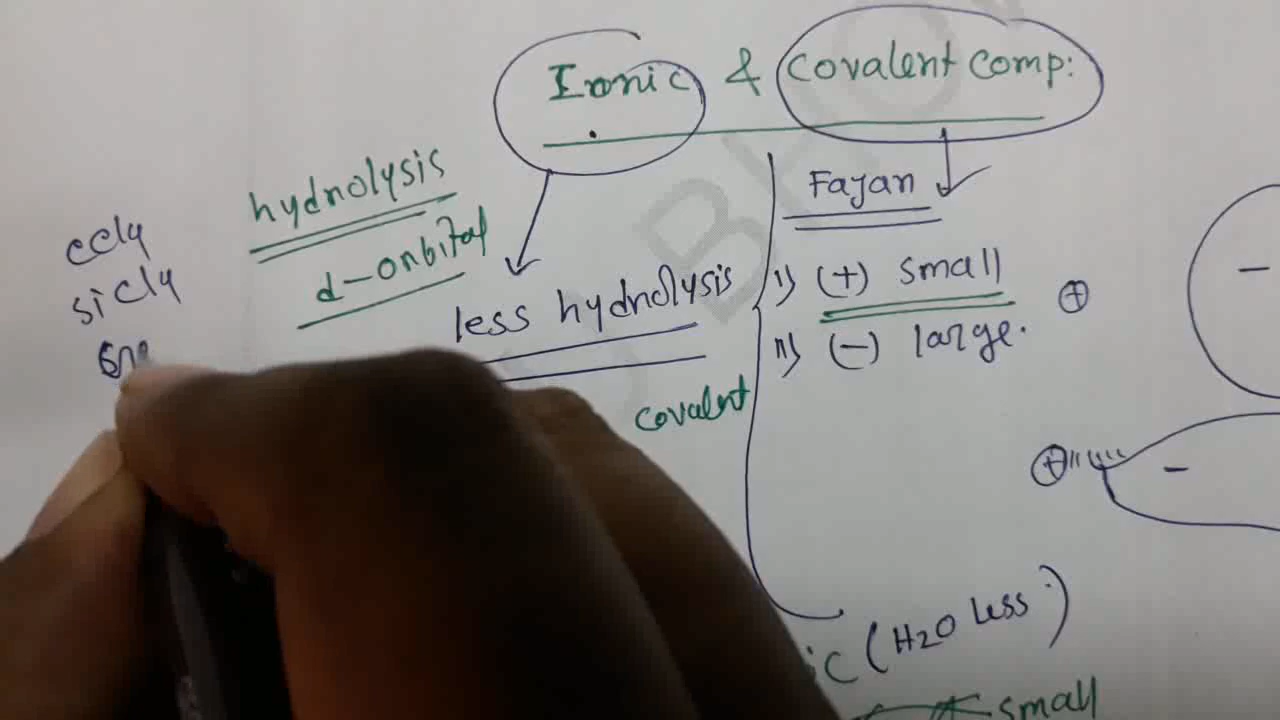 Ionic & Covalent Comp:
hydrolysis
d-orbital
CCl4
SiCl4
less hydrolysis
covalent
Fajan
i) (+) small
ii) (-) large.
+
-
+ -
(H2O Less)
small